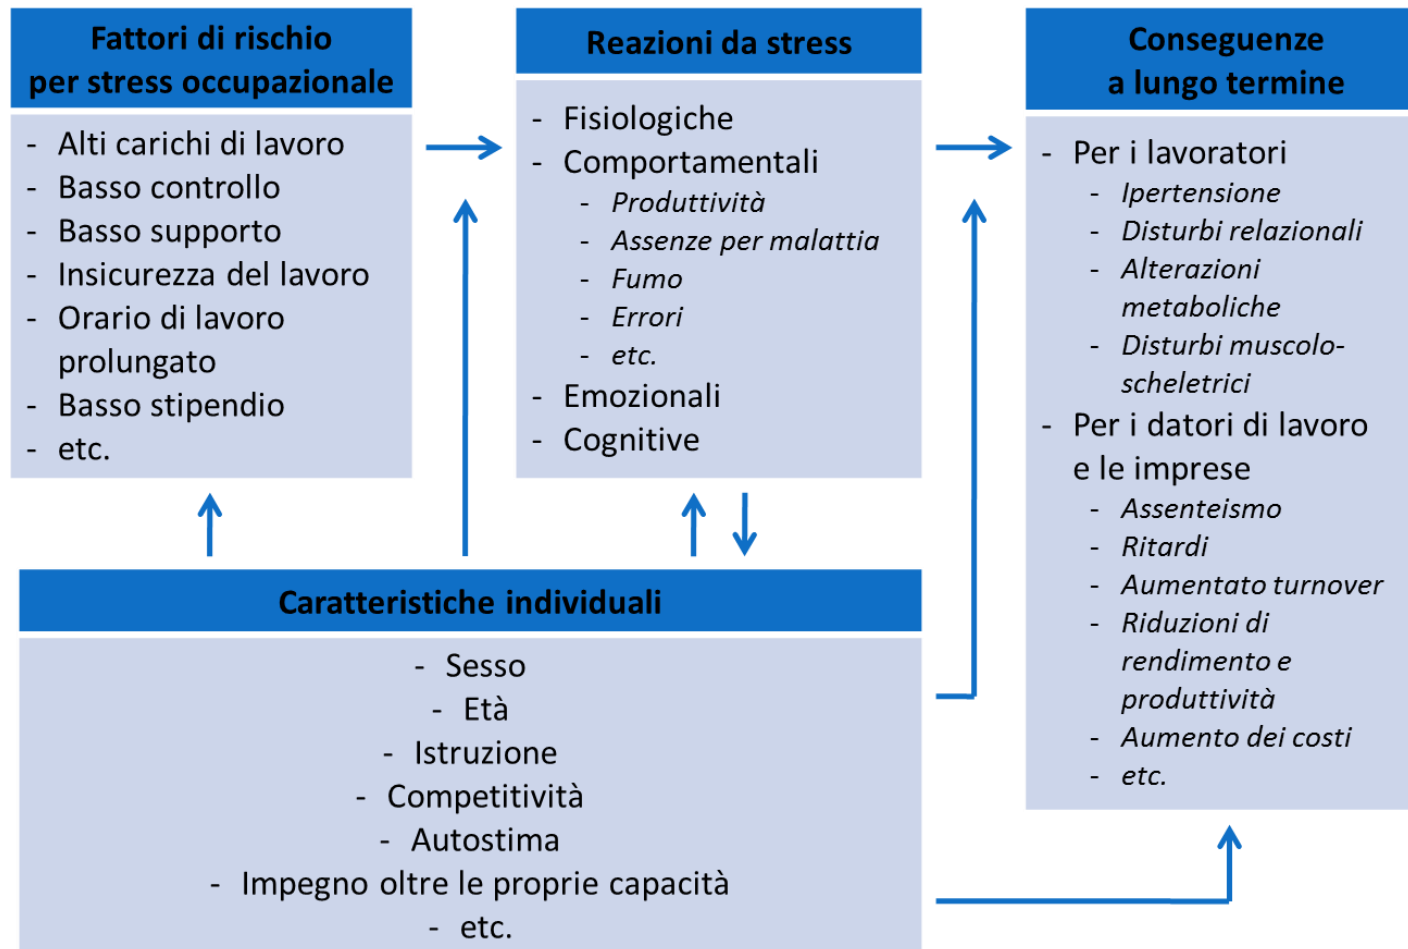 Fattori di rischio
per stress occupazionale
- Alti carichi di lavoro
- Basso controllo
- Basso supporto
- Insicurezza del lavoro
- Orario di lavoro
prolungato
- Basso stipendio
- etc.
Reazioni da stress
- Fisiologiche
- Comportamentali
- Produttività
- Assenze per malattia
- Fumo
- Errori
- etc.
- Emozionali
- Cognitive
Conseguenze
a lungo termine
- Per i lavoratori
- Ipertensione
- Disturbi relazionali
- Alterazioni
metaboliche
- Disturbi muscolo-
scheletrici
- Per i datori di lavoro
e le imprese
- Assenteismo
- Ritardi
- Aumentato turnover
- Riduzioni di
rendimento e
produttività
- Aumento dei costi
- etc.
Caratteristiche individuali
- Sesso
- Età
- Istruzione
- Competitività
- Autostima
- Impegno oltre le proprie capacità
- etc.